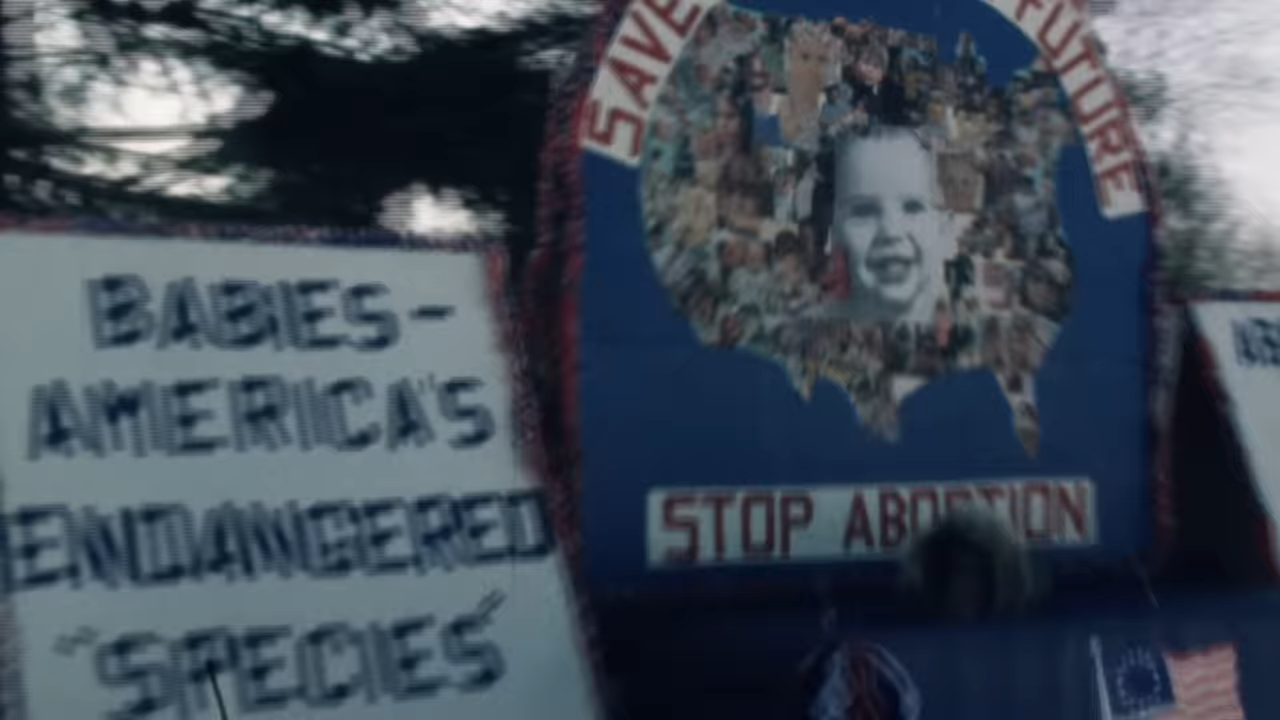 BABIES-
AMERICA'S
ENDANGERED
"SPECIES"
SAVE
FUTURE
STOP ABORTION